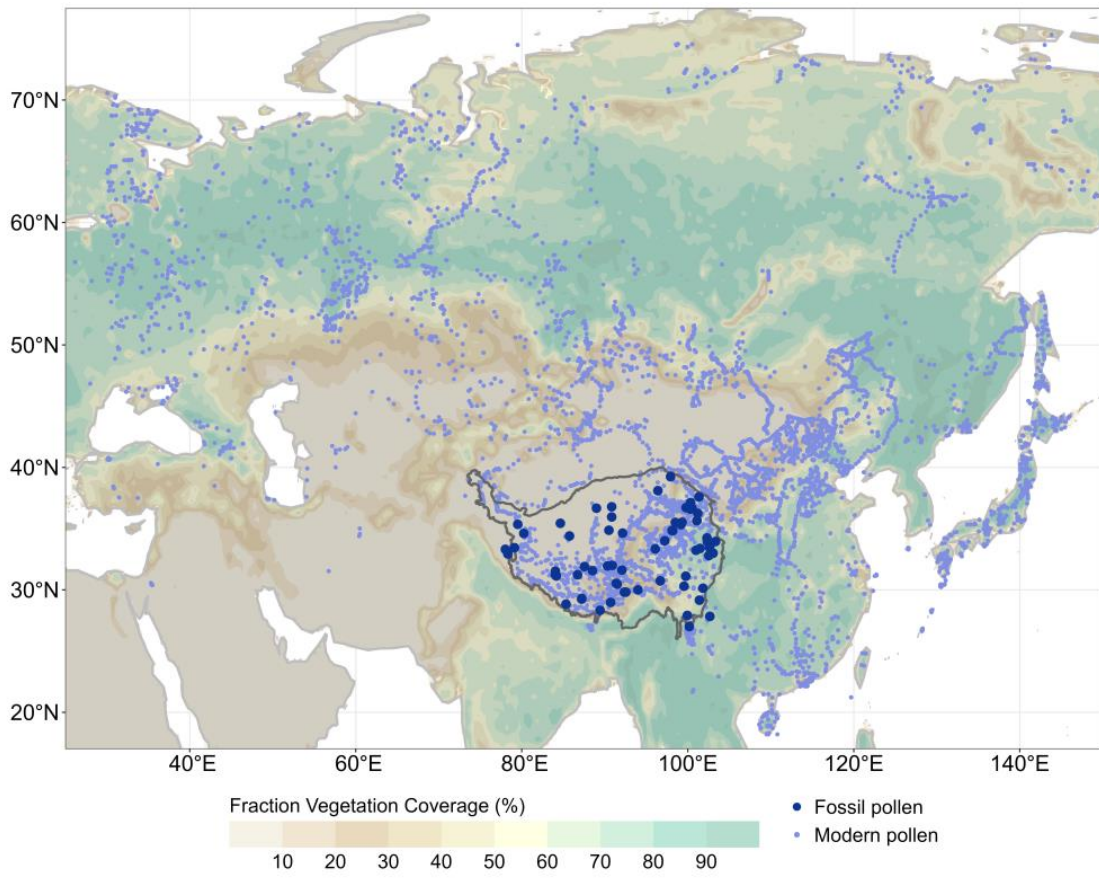 70°N
60°N
50°N
40°N
30°N
20°N
40°E 60°E 80°E 100°E 120°E 140°E
Fraction Vegetation Coverage (%)
10 20 30 40 50 60 70 80 90
Fossil pollen
Modern pollen